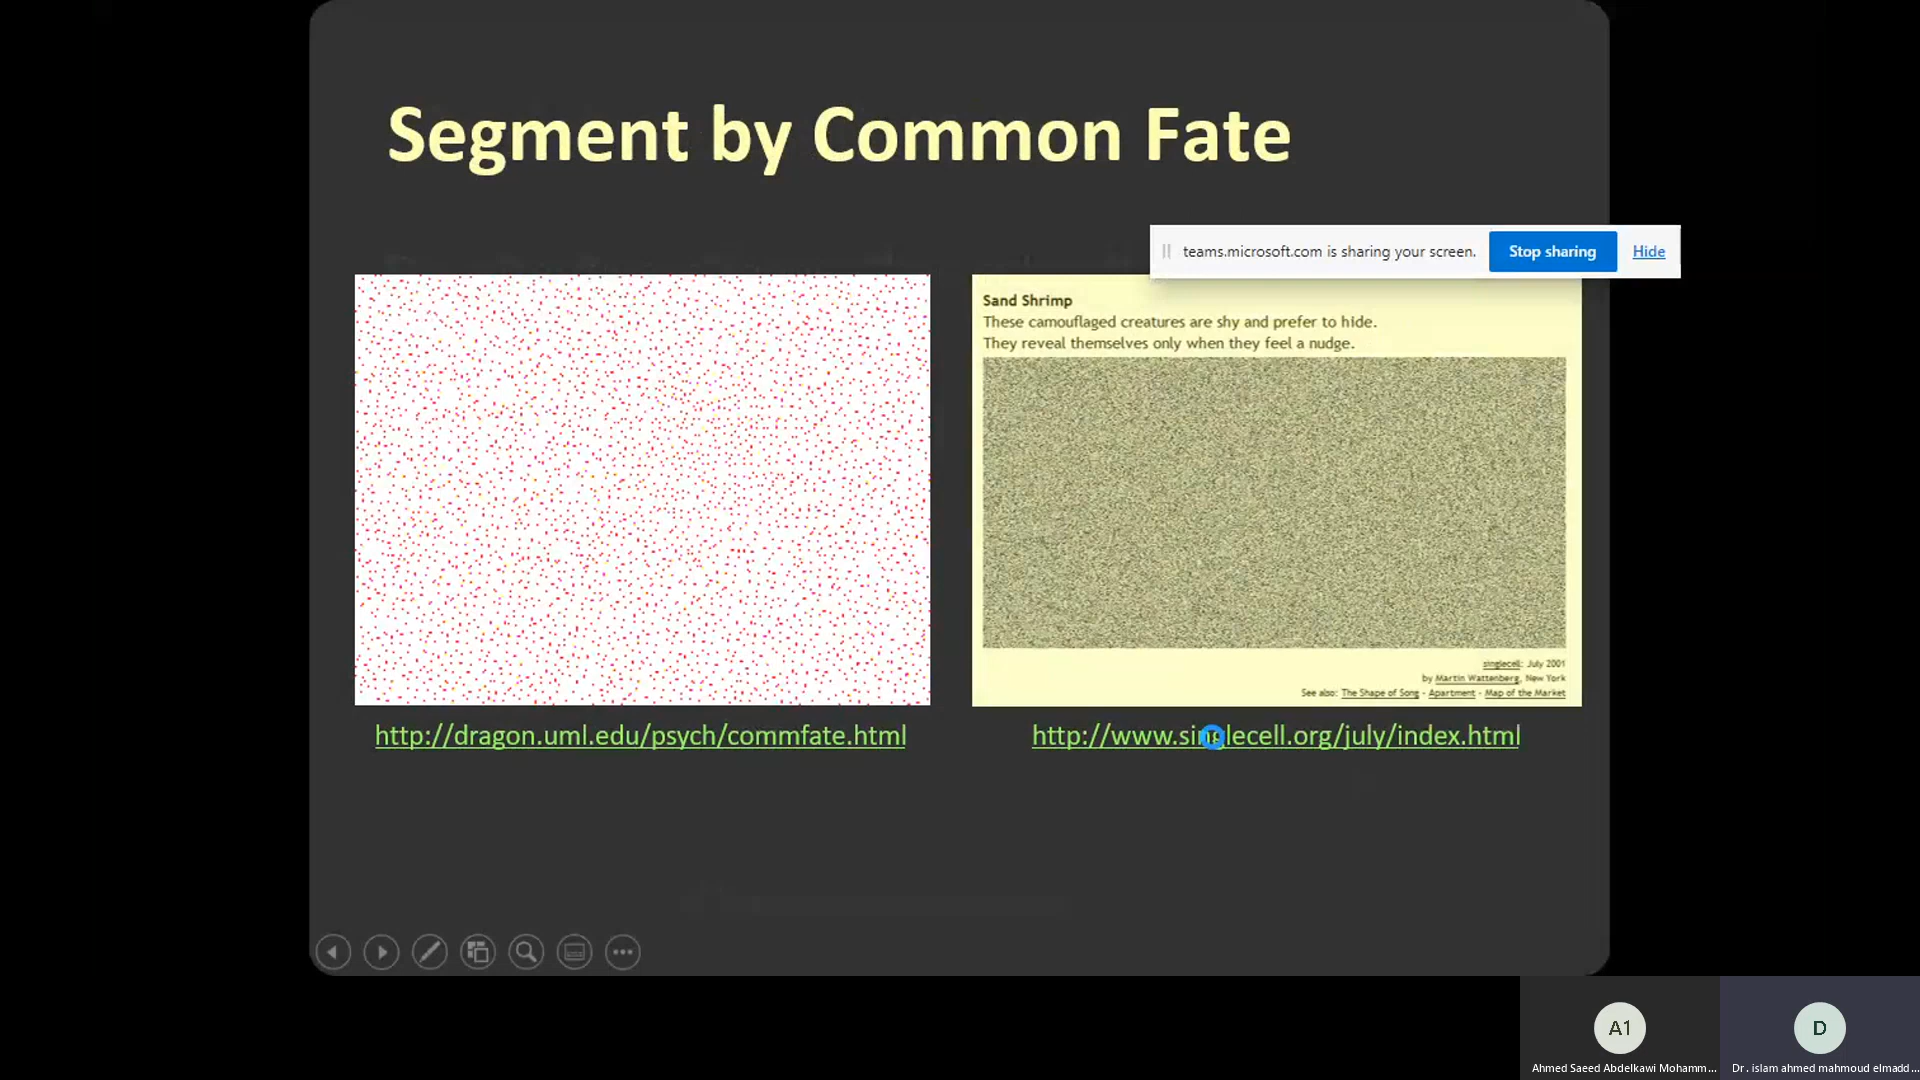 Segment by Common Fate
teams.microsoft.com is sharing your screen.
Stop sharing
Hide
Sand Shrimp
These camouflaged creatures are shy and prefer to hide.
They reveal themselves only when they feel a nudge.
singlecell: July 2001
by Martin Wattenberg, New York
See also: The Shape of Song - Apartment - Map of the Market
http://dragon.uml.edu/psych/commfate.html
http://www.singlecell.org/july/index.html
A1
D
Ahmed Saeed Abdelkawi Mohamm...
Dr. islam ahmed mahmoud elmadd...